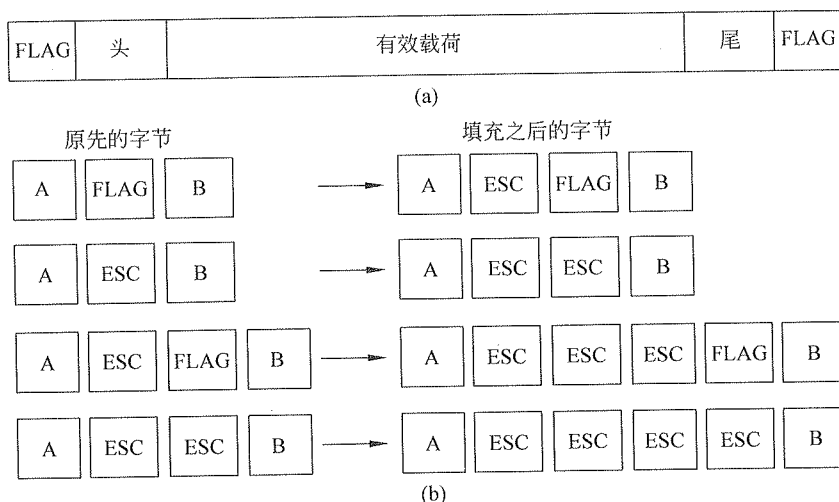 FLAG 头 有效载荷 尾 FLAG
(a)
原先的字节 填充之后的字节
A FLAG B A ESC FLAG B
A ESC B A ESC ESC B
A ESC FLAG B A ESC ESC ESC FLAG B
A ESC ESC B A ESC ESC ESC ESC B
(b)